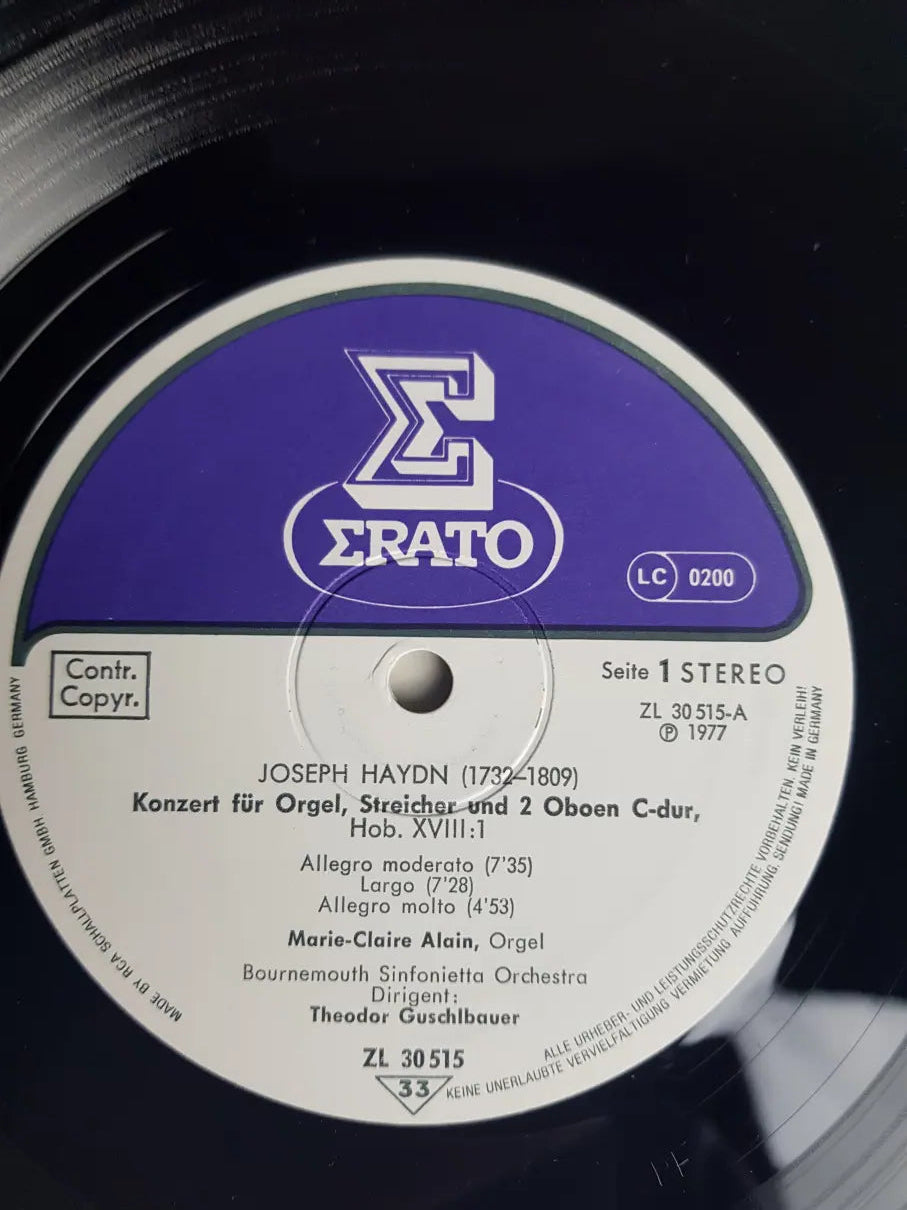 Σ
ΣRATO
LC 0200
Contr.
Copyr.
Seite 1 STEREO
ZL 30 515-A
℗ 1977
JOSEPH HAYDN (1732–1809)
Konzert für Orgel, Streicher und 2 Oboen C-dur,
Hob. XVIII:1
Allegro moderato (7'35)
Largo (7'28)
Allegro molto (4'53)
Marie-Claire Alain, Orgel
Bournemouth Sinfonietta Orchestra
Dirigent:
Theodor Guschlbauer
ZL 30 515
33
MADE BY RCA SCHALLPLATTEN GMBH, HAMBURG GERMANY
ALLE URHEBER- UND LEISTUNGSSCHUTZRECHTE VORBEHALTEN. KEIN VERLEIH!
KEINE UNERLAUBTE VERVIELFÄLTIGUNG, VERMIETUNG, AUFFÜHRUNG, SENDUNG! MADE IN GERMANY